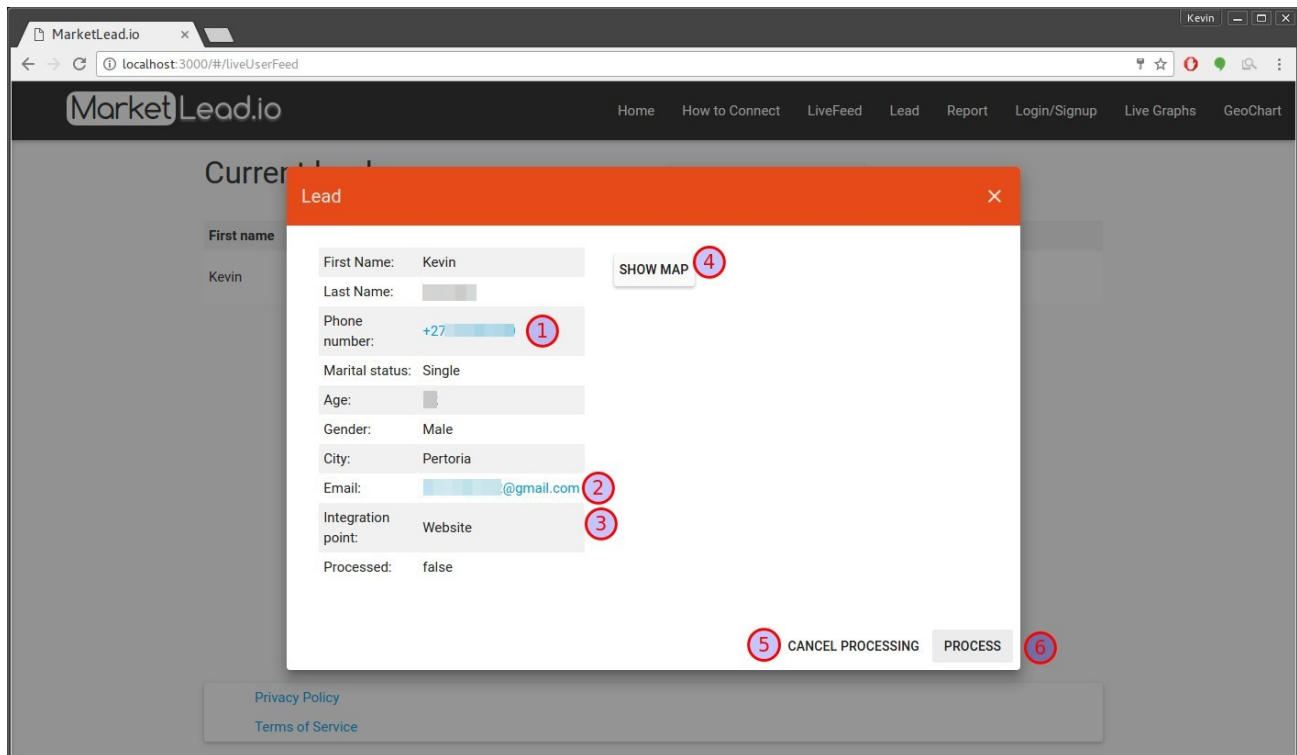 Kevin
MarketLead.io
localhost:3000/#/liveUserFeed
MarketLead.io Home How to Connect LiveFeed Lead Report Login/Signup Live Graphs GeoChart
Lead
First name
First Name: Kevin
SHOW MAP 4
Kevin
Last Name:
Phone
number:
+27 1
Marital status: Single
Age:
Gender: Male
City: Pertoria
Email: @gmail.com 2
Integration
point:
Website 3
Processed: false
5 CANCEL PROCESSING PROCESS 6
Privacy Policy
Terms of Service